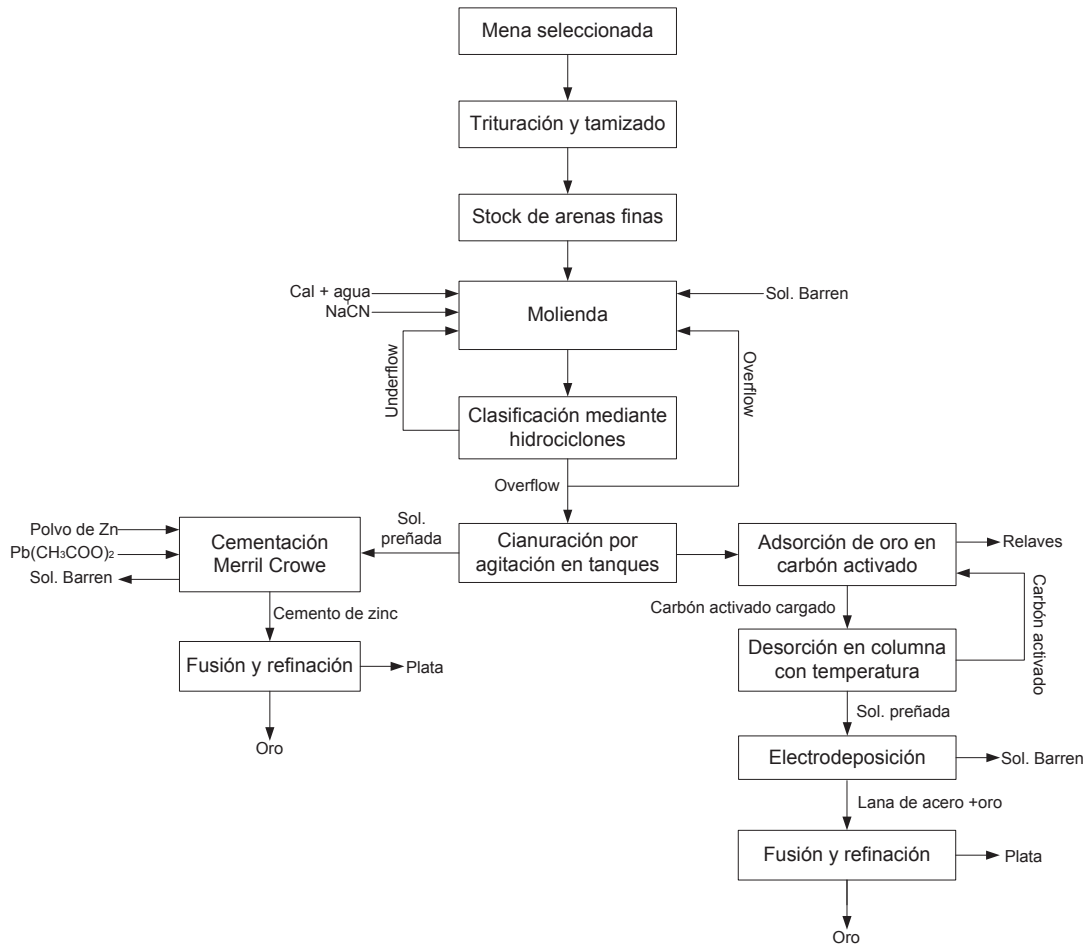 Mena seleccionada
Trituración y tamizado
Stock de arenas finas
Cal + agua
NaCN
Sol. Barren
Molienda
Underflow
Overflow
Clasificación mediante
hidrociclones
Overflow
Polvo de Zn
Pb(CH₃COO)₂
Sol. Barren
Cementación
Merril Crowe
Sol.
preñada
Cianuración por
agitación en tanques
Adsorción de oro en
carbón activado
Relaves
Cemento de zinc
Carbón activado cargado
Carbón activado
Fusión y refinación
Plata
Desorción en columna
con temperatura
Oro
Sol. preñada
Electrodeposición
Sol. Barren
Lana de acero +oro
Fusión y refinación
Plata
Oro